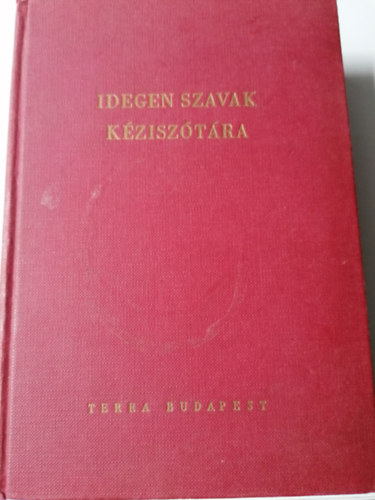 IDEGEN SZAVAK
KÉZISZÓTÁRA
TERRA BUDAPEST